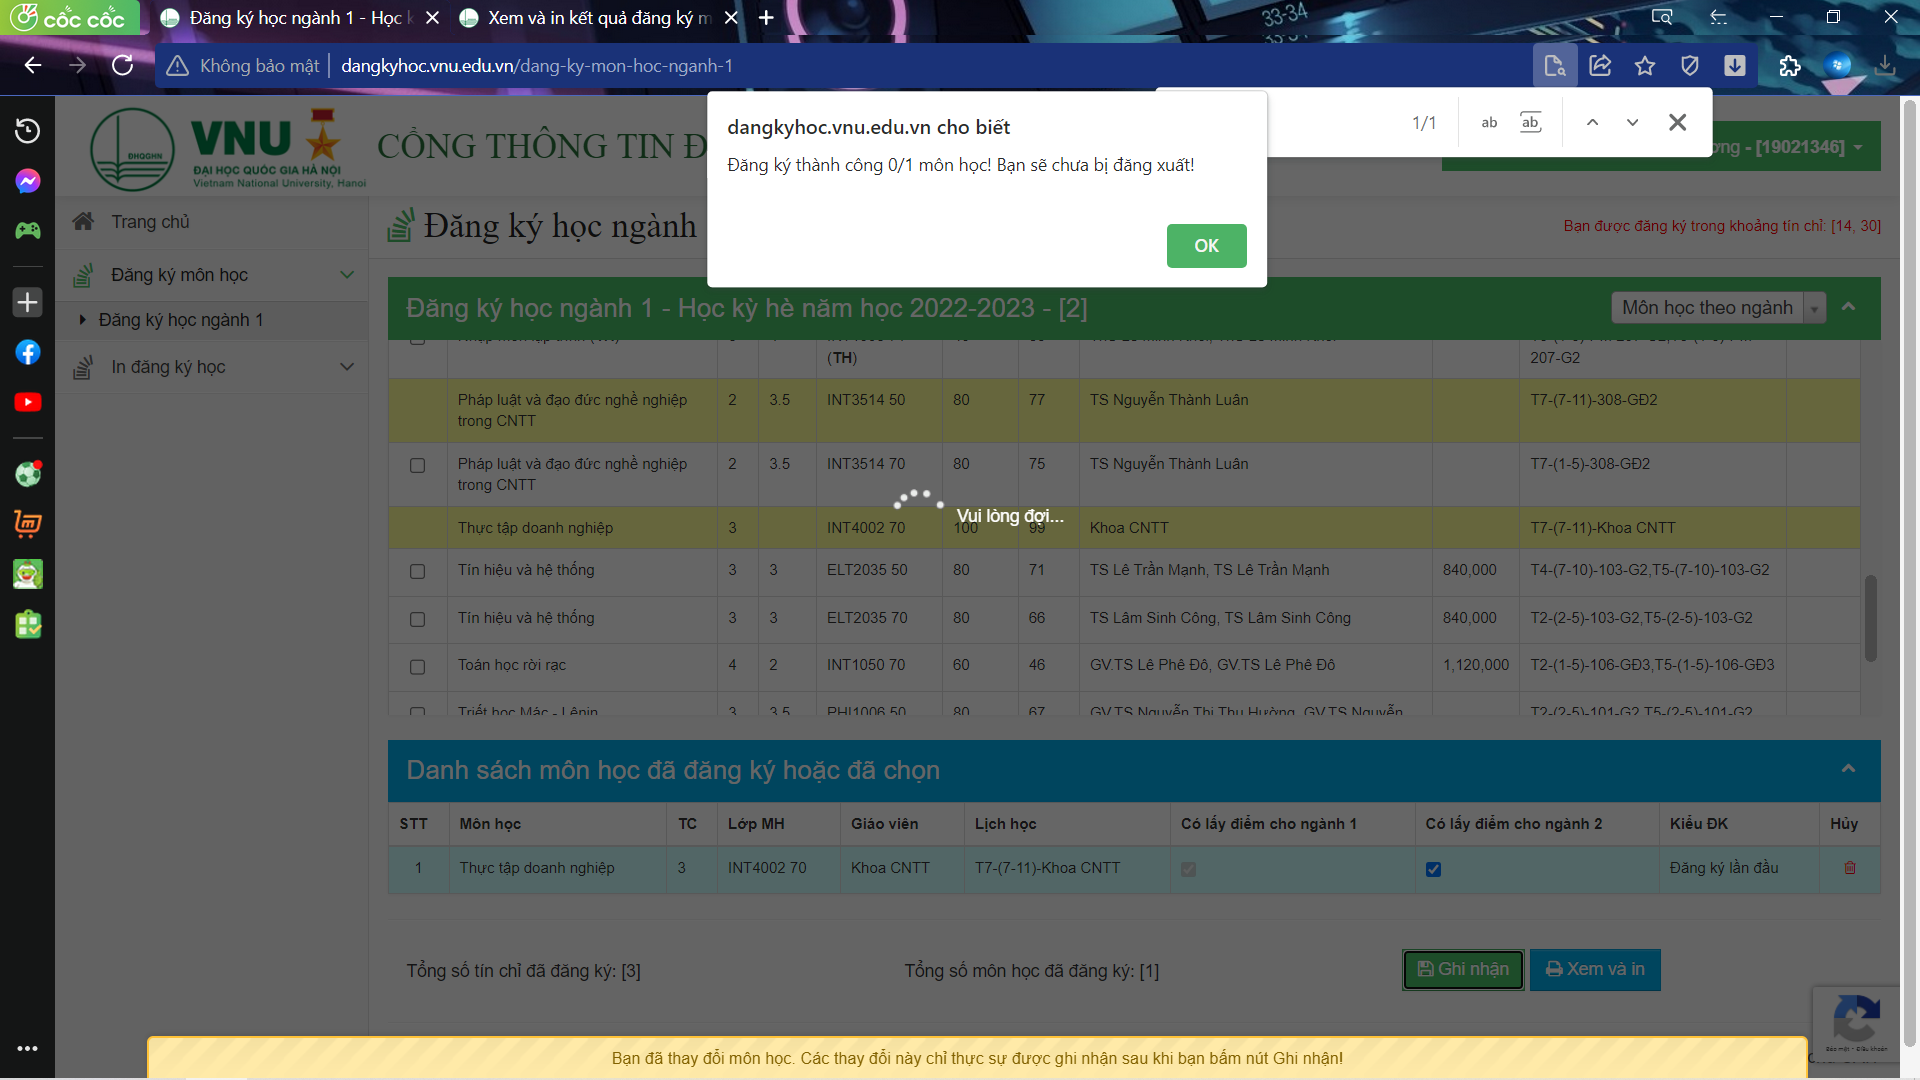 cốc cốc
Đăng ký học ngành 1 - Học k
Xem và in kết quả đăng ký m
33-34
Không bảo mật
dangkyhoc.vnu.edu.vn/dang-ky-mon-hoc-nganh-1
1/1
ab
ab
ĐHQGHN
VNU
ĐẠI HỌC QUỐC GIA HÀ NỘI
Vietnam National University, Hanoi
CỔNG THÔNG TIN Đ
dangkyhoc.vnu.edu.vn cho biết
Đăng ký thành công 0/1 môn học! Bạn sẽ chưa bị đăng xuất!
OK
ơng - [19021346]
Trang chủ
Đăng ký môn học
Đăng ký học ngành 1
In đăng ký học
Đăng ký học ngành
Bạn được đăng ký trong khoảng tín chỉ: [14, 30]
Đăng ký học ngành 1 - Học kỳ hè năm học 2022-2023 - [2]
Môn học theo ngành
(TH)
207-G2
Pháp luật và đạo đức nghề nghiệp trong CNTT 2 3.5 INT3514 50 80 77 TS Nguyễn Thành Luân T7-(7-11)-308-GĐ2
Pháp luật và đạo đức nghề nghiệp trong CNTT 2 3.5 INT3514 70 80 75 TS Nguyễn Thành Luân T7-(1-5)-308-GĐ2
Vui lòng đợi...
Thực tập doanh nghiệp 3 INT4002 70 100 99 Khoa CNTT T7-(7-11)-Khoa CNTT
Tín hiệu và hệ thống 3 3 ELT2035 50 80 71 TS Lê Trần Mạnh, TS Lê Trần Mạnh 840,000 T4-(7-10)-103-G2,T5-(7-10)-103-G2
Tín hiệu và hệ thống 3 3 ELT2035 70 80 66 TS Lâm Sinh Công, TS Lâm Sinh Công 840,000 T2-(2-5)-103-G2,T5-(2-5)-103-G2
Toán học rời rạc 4 2 INT1050 70 60 46 GV.TS Lê Phê Đô, GV.TS Lê Phê Đô 1,120,000 T2-(1-5)-106-GĐ3,T5-(1-5)-106-GĐ3
Triết học Mác - Lênin 3 3.5 PHI1006 50 80 67 GV.TS Nguyễn Thị Thu Hường, GV.TS Nguyễn T2-(2-5)-101-G2,T5-(2-5)-101-G2
Danh sách môn học đã đăng ký hoặc đã chọn
STT Môn học TC Lớp MH Giáo viên Lịch học Có lấy điểm cho ngành 1 Có lấy điểm cho ngành 2 Kiểu ĐK Hủy
1 Thực tập doanh nghiệp 3 INT4002 70 Khoa CNTT T7-(7-11)-Khoa CNTT Đăng ký lần đầu
Tổng số tín chỉ đã đăng ký: [3]
Tổng số môn học đã đăng ký: [1]
Ghi nhận
Xem và in
Bảo mật - Điều khoản
Bạn đã thay đổi môn học. Các thay đổi này chỉ thực sự được ghi nhận sau khi bạn bấm nút Ghi nhận!